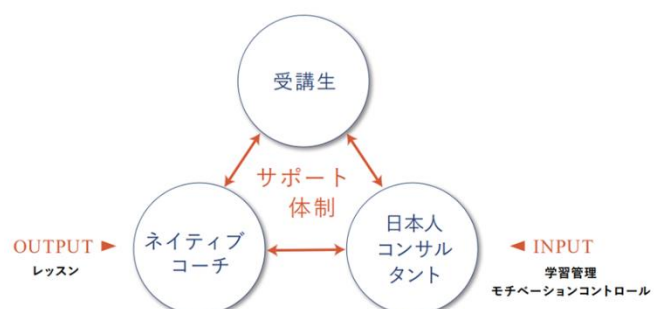 受講生
サポート
体制
ネイティブ
コーチ
日本人
コンサル
タント
OUTPUT ►
レッスン
◄ INPUT
学習管理
モチベーションコントロール